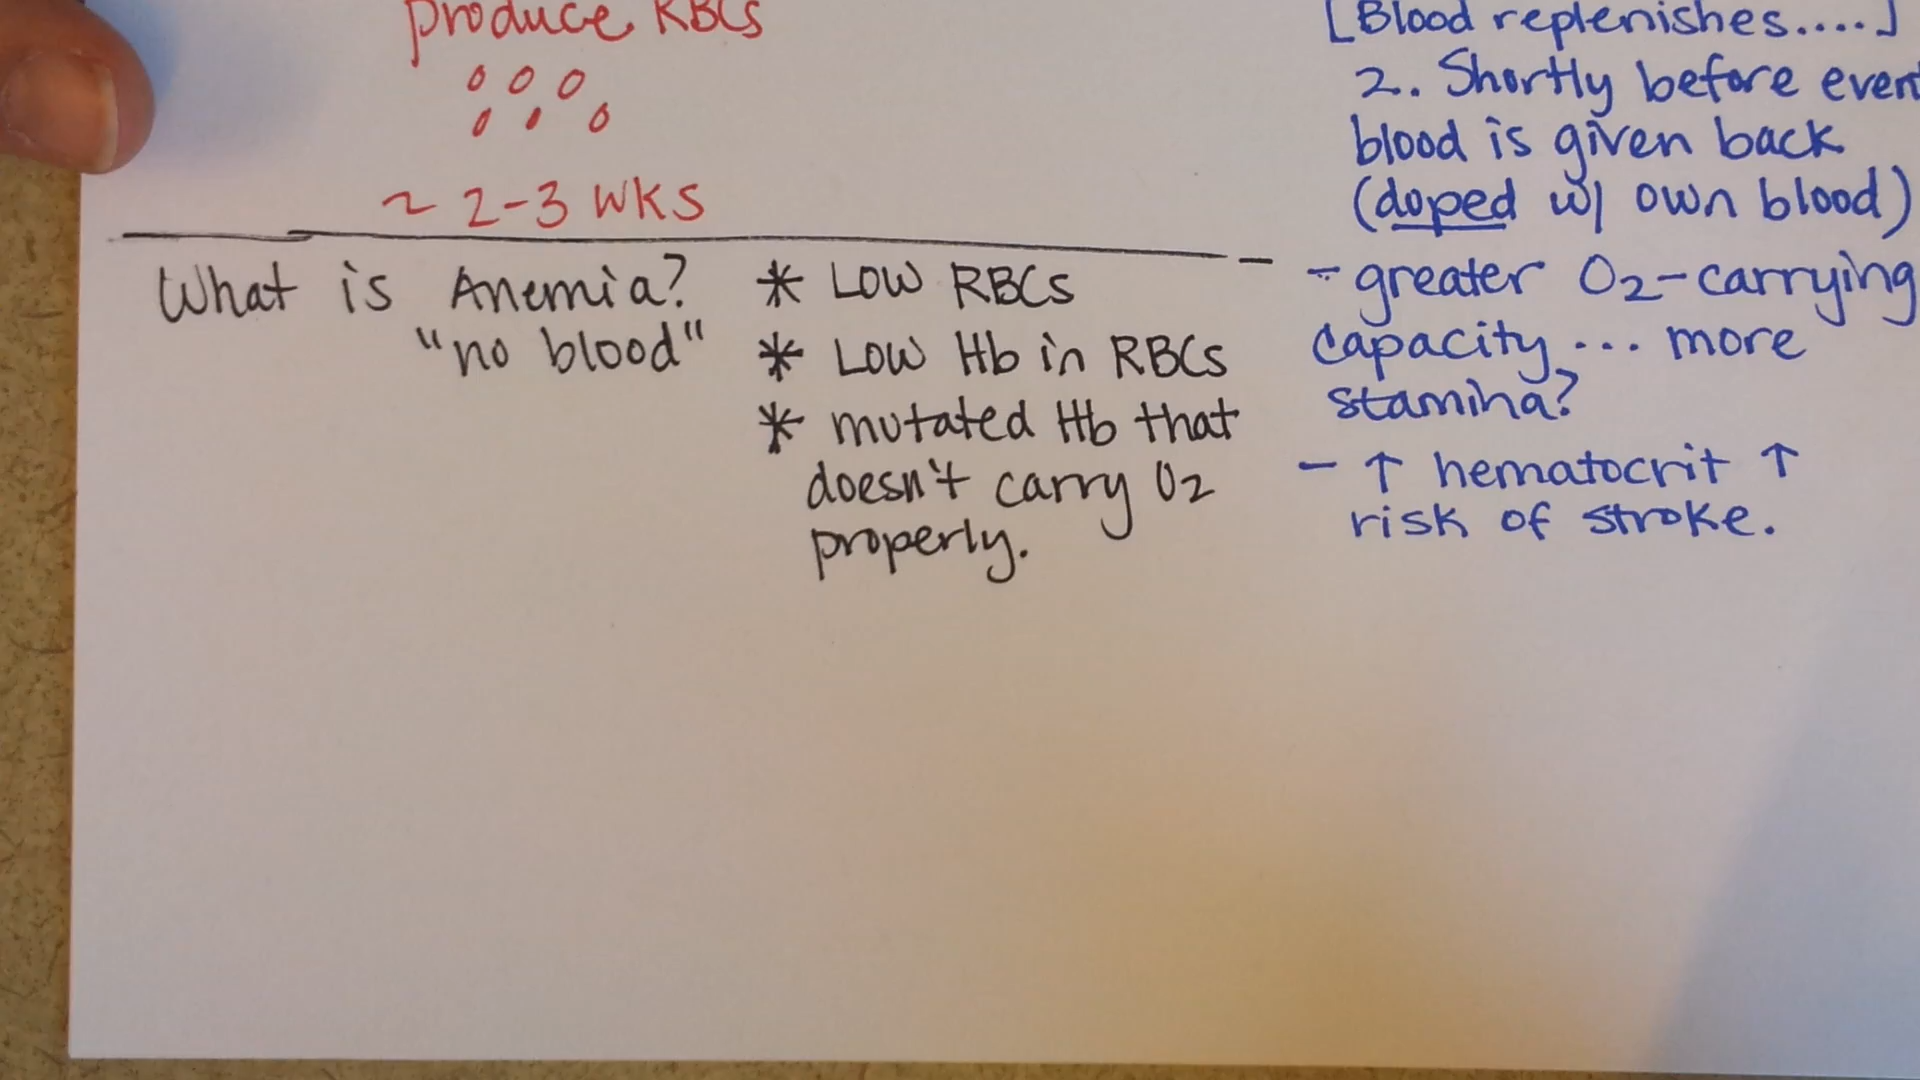 produce RBCs
~ 2-3 WKS
What is Anemia?
"no blood"
* Low RBCs
* Low Hb in RBCs
* mutated Hb that
doesn't carry O2
properly.
[Blood replenishes.....]
2. Shortly before event
blood is given back
(doped w/ own blood)
- greater O2-carrying
capacity... more
stamina?
- ↑ hematocrit ↑
risk of stroke.